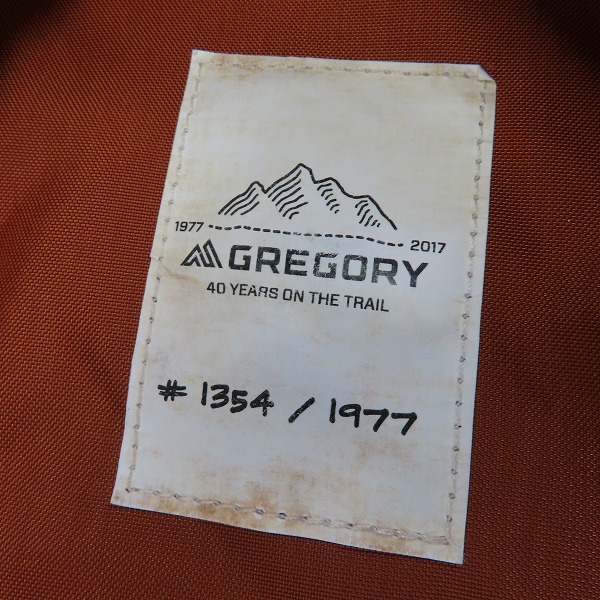 1977 2017
GREGORY
40 YEARS ON THE TRAIL
# 1354 / 1977